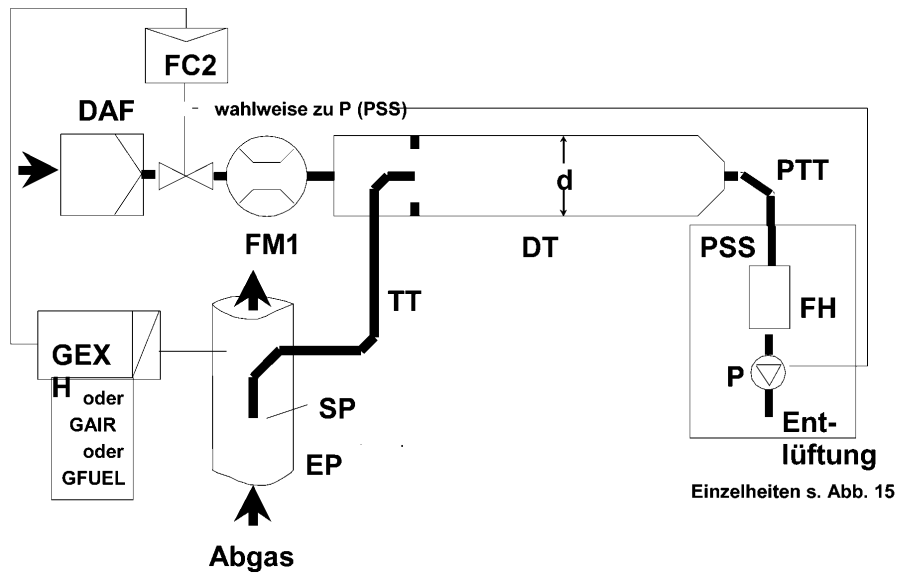 FC2
DAF
- wahlweise zu P (PSS)
d
PTT
FM1
DT
PSS
TT
FH
GEX
H
oder
GAIR
oder
GFUEL
SP
P
EP
Ent-
lüftung
Einzelheiten s. Abb. 15
Abgas